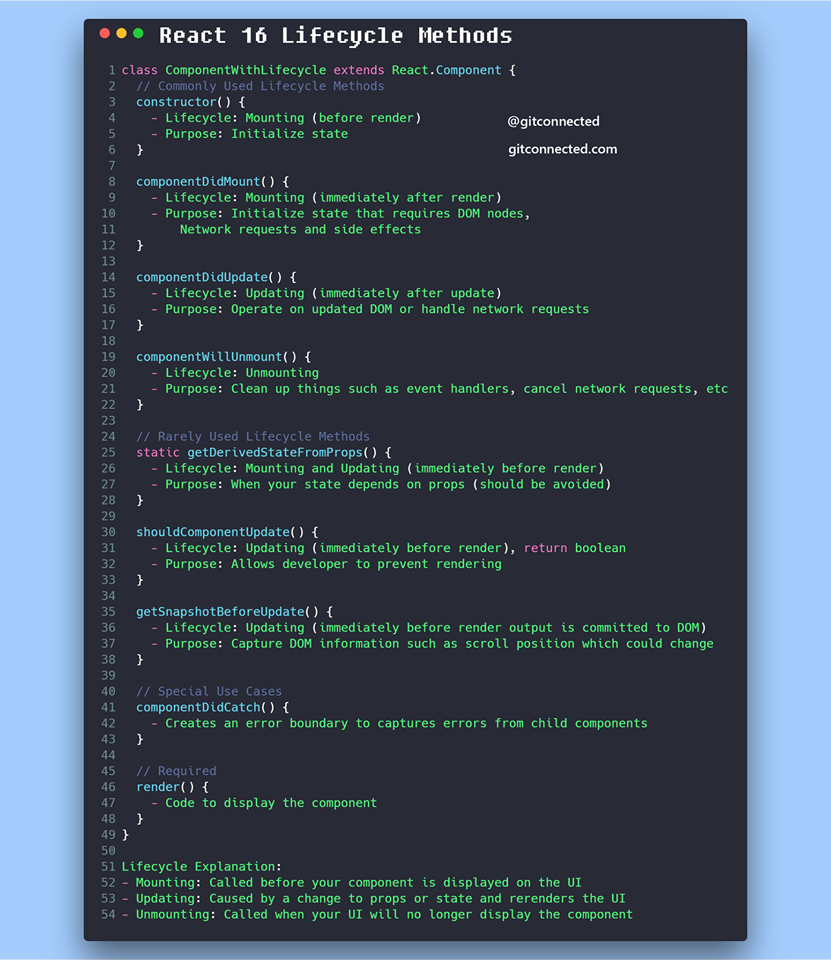 React 16 Lifecycle Methods
1 class ComponentWithLifecycle extends React.Component {
2 // Commonly Used Lifecycle Methods
3 constructor() {
4 - Lifecycle: Mounting (before render)
@gitconnected
5 - Purpose: Initialize state
6 }
gitconnected.com
7
8 componentDidMount() {
9 - Lifecycle: Mounting (immediately after render)
10 - Purpose: Initialize state that requires DOM nodes,
11 Network requests and side effects
12 }
13
14 componentDidUpdate() {
15 - Lifecycle: Updating (immediately after update)
16 - Purpose: Operate on updated DOM or handle network requests
17 }
18
19 componentWillUnmount() {
20 - Lifecycle: Unmounting
21 - Purpose: Clean up things such as event handlers, cancel network requests, etc
22 }
23
24 // Rarely Used Lifecycle Methods
25 static getDerivedStateFromProps() {
26 - Lifecycle: Mounting and Updating (immediately before render)
27 - Purpose: When your state depends on props (should be avoided)
28 }
29
30 shouldComponentUpdate() {
31 - Lifecycle: Updating (immediately before render), return boolean
32 - Purpose: Allows developer to prevent rendering
33 }
34
35 getSnapshotBeforeUpdate() {
36 - Lifecycle: Updating (immediately before render output is committed to DOM)
37 - Purpose: Capture DOM information such as scroll position which could change
38 }
39
40 // Special Use Cases
41 componentDidCatch() {
42 - Creates an error boundary to captures errors from child components
43 }
44
45 // Required
46 render() {
47 - Code to display the component
48 }
49 }
50
51 Lifecycle Explanation:
52 - Mounting: Called before your component is displayed on the UI
53 - Updating: Caused by a change to props or state and rerenders the UI
54 - Unmounting: Called when your UI will no longer display the component